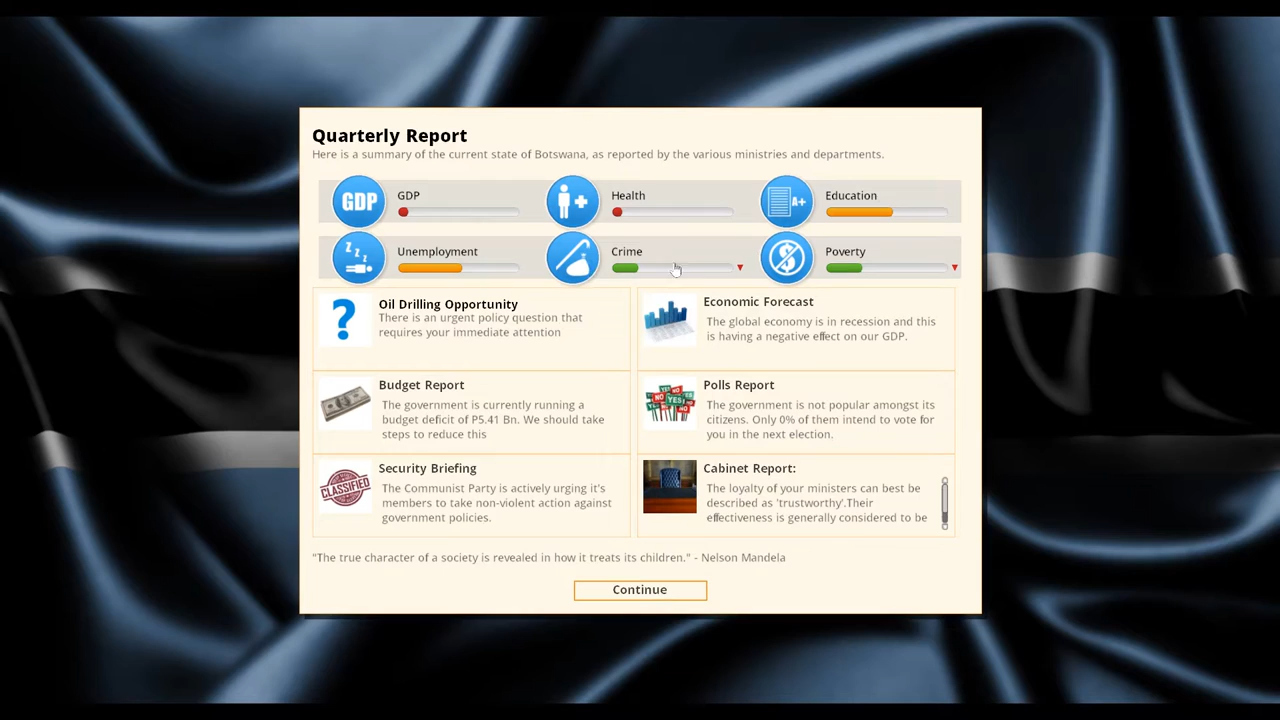 Quarterly Report
Here is a summary of the current state of Botswana, as reported by the various ministries and departments.
GDP
GDP
Health
A+
Education
Z Z Z
Unemployment
Crime
$
Poverty
?
Oil Drilling Opportunity
There is an urgent policy question that
requires your immediate attention
Economic Forecast
The global economy is in recession and this
is having a negative effect on our GDP.
Budget Report
The government is currently running a
budget deficit of P5.41 Bn. We should take
steps to reduce this
YES NO NO YES NO
Polls Report
The government is not popular amongst its
citizens. Only 0% of them intend to vote for
you in the next election.
CLASSIFIED
Security Briefing
The Communist Party is actively urging it's
members to take non-violent action against
government policies.
Cabinet Report:
The loyalty of your ministers can best be
described as 'trustworthy'.Their
effectiveness is generally considered to be
"The true character of a society is revealed in how it treats its children." - Nelson Mandela
Continue